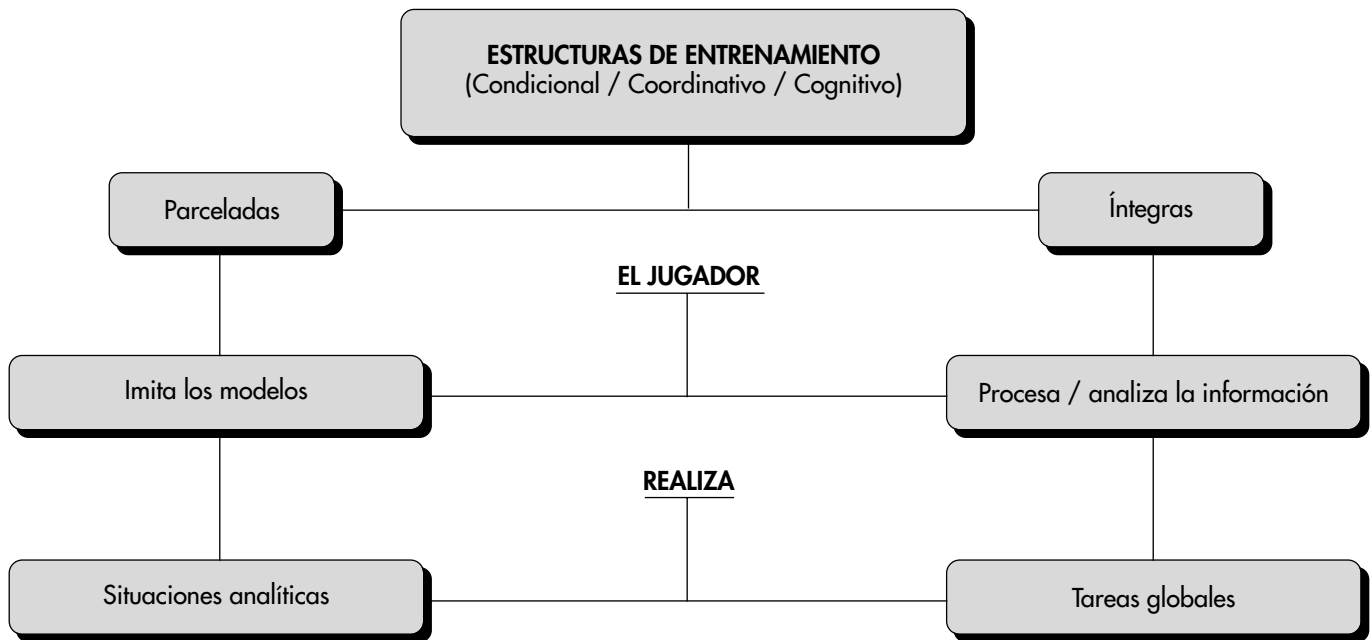 ESTRUCTURAS DE ENTRENAMIENTO
(Condicional / Coordinativo / Cognitivo)
Parceladas
Íntegras
EL JUGADOR
Imita los modelos
Procesa / analiza la información
REALIZA
Situaciones analíticas
Tareas globales